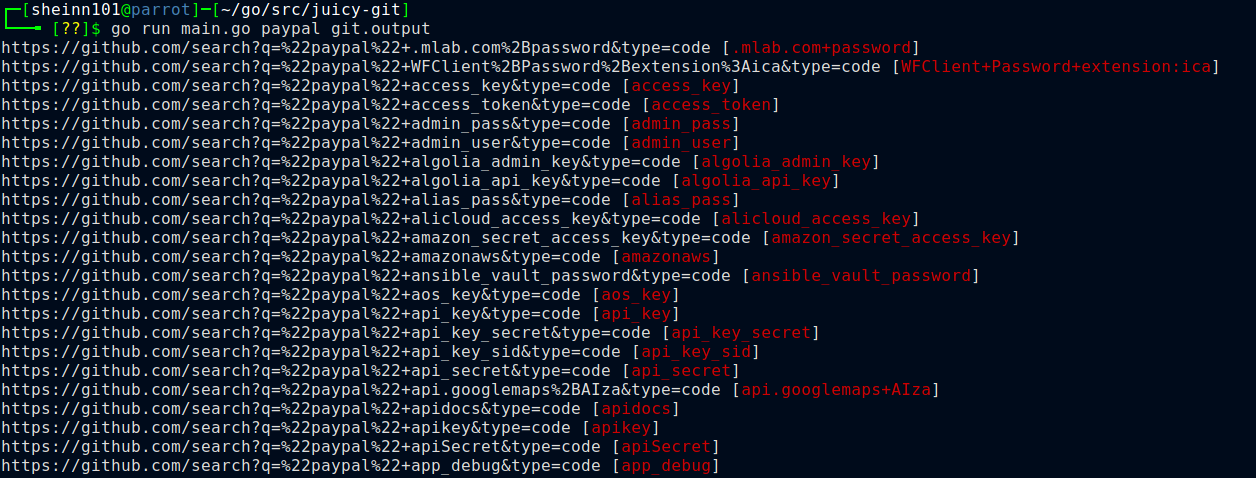 ┌─[sheinn101@parrot]─[~/go/src/juicy-git]
└──╼ [??]$ go run main.go paypal git.output
https://github.com/search?q=%22paypal%22+.mlab.com%2Bpassword&type=code [.mlab.com+password]
https://github.com/search?q=%22paypal%22+WFClient%2BPassword%2Bextension%3Aica&type=code [WFClient+Password+extension:ica]
https://github.com/search?q=%22paypal%22+access_key&type=code [access_key]
https://github.com/search?q=%22paypal%22+access_token&type=code [access_token]
https://github.com/search?q=%22paypal%22+admin_pass&type=code [admin_pass]
https://github.com/search?q=%22paypal%22+admin_user&type=code [admin_user]
https://github.com/search?q=%22paypal%22+algolia_admin_key&type=code [algolia_admin_key]
https://github.com/search?q=%22paypal%22+algolia_api_key&type=code [algolia_api_key]
https://github.com/search?q=%22paypal%22+alias_pass&type=code [alias_pass]
https://github.com/search?q=%22paypal%22+alicloud_access_key&type=code [alicloud_access_key]
https://github.com/search?q=%22paypal%22+amazon_secret_access_key&type=code [amazon_secret_access_key]
https://github.com/search?q=%22paypal%22+amazonaws&type=code [amazonaws]
https://github.com/search?q=%22paypal%22+ansible_vault_password&type=code [ansible_vault_password]
https://github.com/search?q=%22paypal%22+aos_key&type=code [aos_key]
https://github.com/search?q=%22paypal%22+api_key&type=code [api_key]
https://github.com/search?q=%22paypal%22+api_key_secret&type=code [api_key_secret]
https://github.com/search?q=%22paypal%22+api_key_sid&type=code [api_key_sid]
https://github.com/search?q=%22paypal%22+api_secret&type=code [api_secret]
https://github.com/search?q=%22paypal%22+api.googlemaps%2BAIza&type=code [api.googlemaps+AIza]
https://github.com/search?q=%22paypal%22+apidocs&type=code [apidocs]
https://github.com/search?q=%22paypal%22+apikey&type=code [apikey]
https://github.com/search?q=%22paypal%22+apiSecret&type=code [apiSecret]
https://github.com/search?q=%22paypal%22+app_debug&type=code [app_debug]